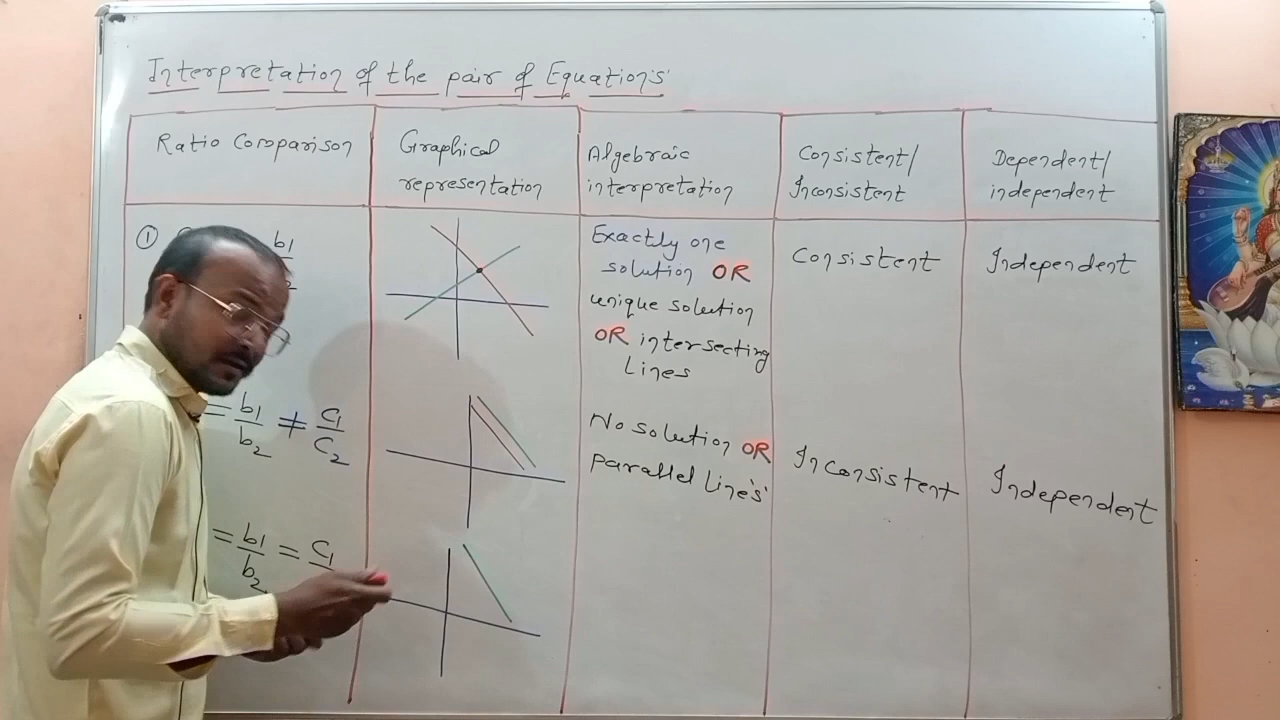 Interpretation of the pair of Equation's'
Ratio Comparison
Graphical
representation
Algebraic
interpretation
Consistent/
Inconsistent
Dependent/
independent
①
b1
Exactly one
solution OR
unique solution
OR intersecting
Lines
Consistent
Independent
= b1/b2 ≠ C1/C2
No solution OR
parallel Line's'
Inconsistent
Independent
= b1/b2 = C1